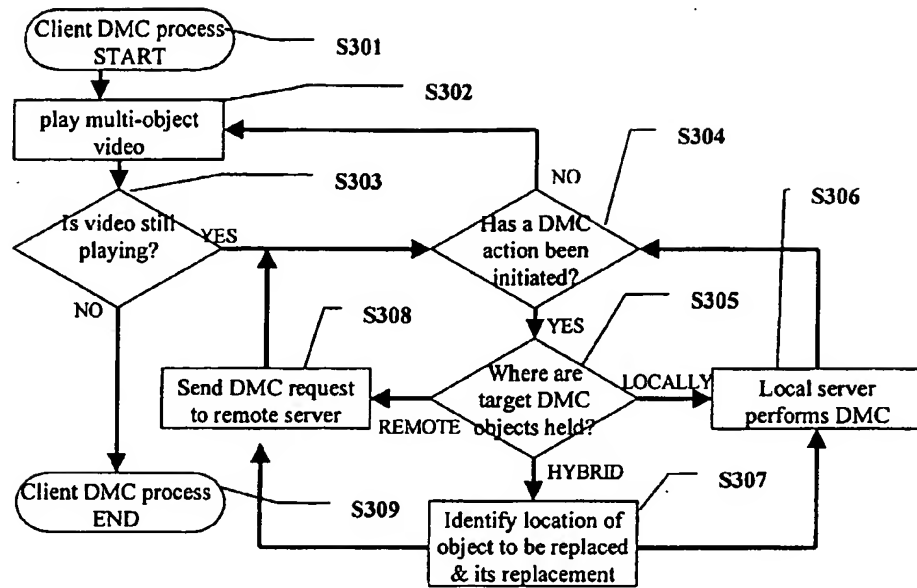 Client DMC process
START
S301
S302
play multi-object
video
S303
S304
NO
S306
Is video still
playing?
YES
Has a DMC
action been
initiated?
NO
S308
YES
S305
Send DMC request
to remote server
REMOTE
Where are
target DMC
objects held?
LOCALLY
Local server
performs DMC
HYBRID
Client DMC process
END
S309
S307
Identify location of
object to be replaced
& its replacement